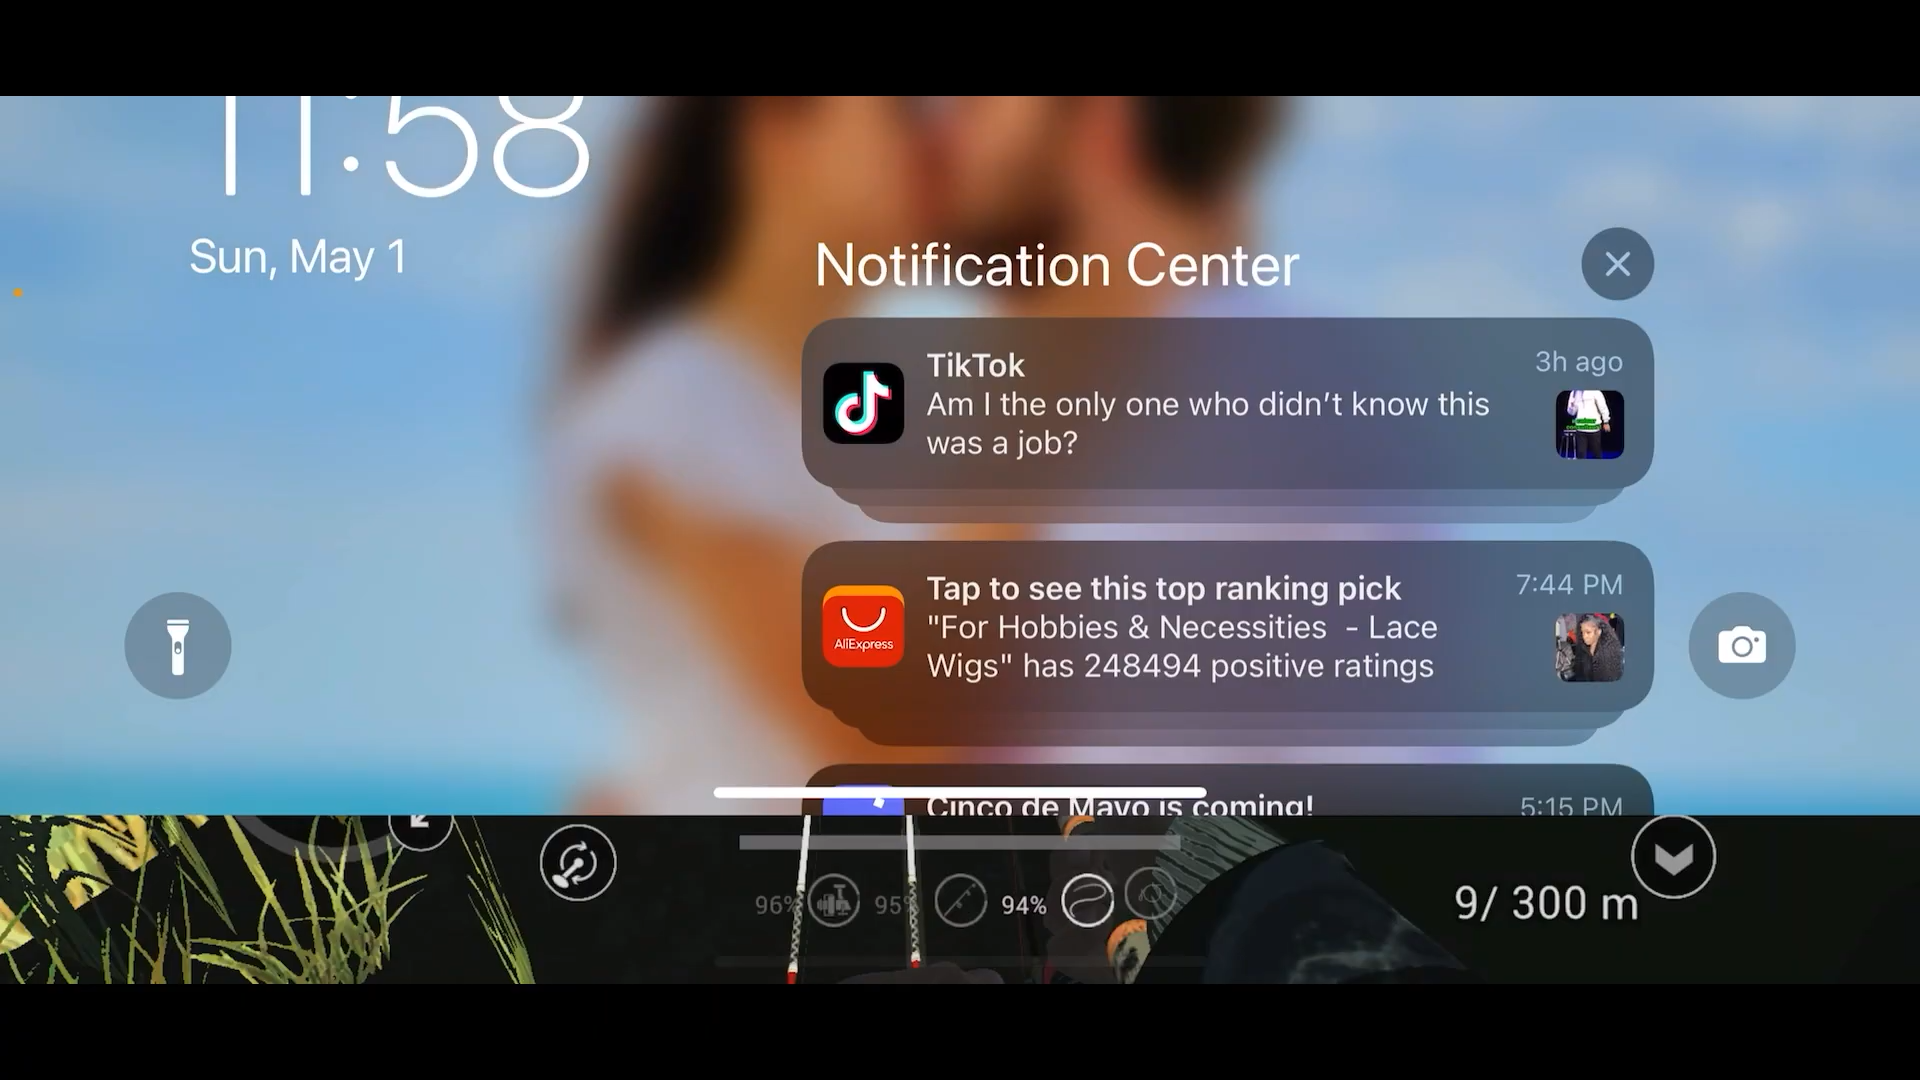 11:58
Sun, May 1
Notification Center
TikTok
3h ago
Am I the only one who didn’t know this
was a job?
Tap to see this top ranking pick
7:44 PM
"For Hobbies & Necessities - Lace
Wigs" has 248494 positive ratings
AliExpress
Cinco de Mayo is coming!
5:15 PM
96%
95%
94%
9/ 300 m